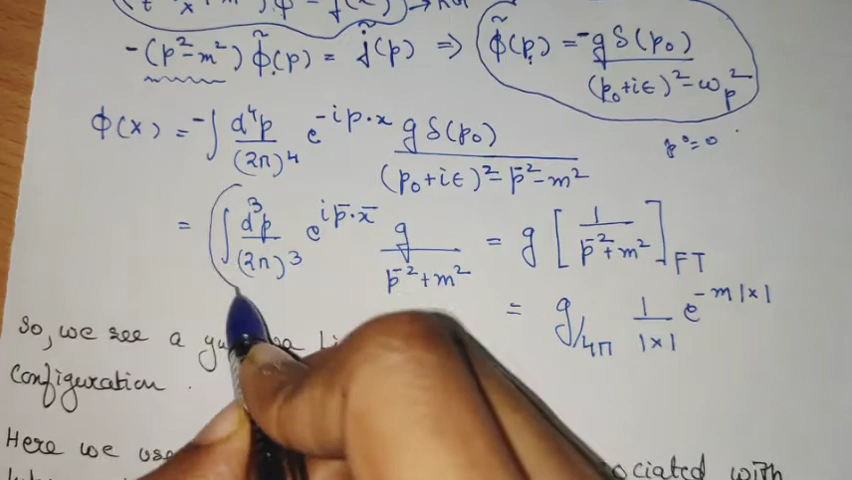 -(p²-m²) φ̃(p) = j̃(p) ⇒ φ̃(p) = -g δ(p₀) / ((p₀+iε)² - ωₚ²)
p⁰=0
φ(x) = -∫ d⁴p/(2π)⁴ e^{-ip·x} g δ(p₀) / ((p₀+iε)² - p̄² - m²)
= ∫ d³p/(2π)³ e^{ip̄·x̄} g/(p̄²+m²) = g [1/(p̄²+m²)]_FT
= g/4π 1/|x| e^{-m|x|}
So, we see a
configuration.
Here we
ociated with